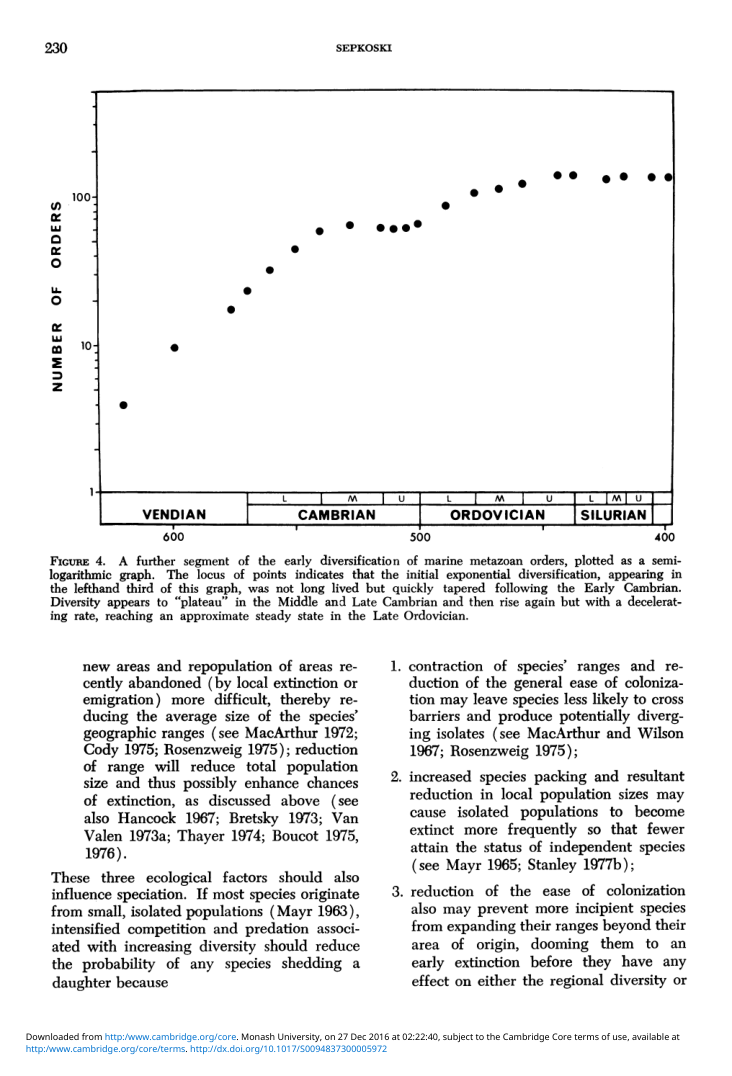 230
SEPKOSKI
NUMBER OF ORDERS
100
10
1
L M U L M U L M U
VENDIAN CAMBRIAN ORDOVICIAN SILURIAN
600 500 400
FIGURE 4. A further segment of the early diversification of marine metazoan orders, plotted as a semi-
logarithmic graph. The locus of points indicates that the initial exponential diversification, appearing in
the lefthand third of this graph, was not long lived but quickly tapered following the Early Cambrian.
Diversity appears to "plateau" in the Middle and Late Cambrian and then rise again but with a decelerat-
ing rate, reaching an approximate steady state in the Late Ordovician.
new areas and repopulation of areas re-
cently abandoned (by local extinction or
emigration) more difficult, thereby re-
ducing the average size of the species'
geographic ranges (see MacArthur 1972;
Cody 1975; Rosenzweig 1975); reduction
of range will reduce total population
size and thus possibly enhance chances
of extinction, as discussed above (see
also Hancock 1967; Bretsky 1973; Van
Valen 1973a; Thayer 1974; Boucot 1975,
1976).
These three ecological factors should also
influence speciation. If most species originate
from small, isolated populations (Mayr 1963),
intensified competition and predation associ-
ated with increasing diversity should reduce
the probability of any species shedding a
daughter because
1. contraction of species' ranges and re-
duction of the general ease of coloniza-
tion may leave species less likely to cross
barriers and produce potentially diverg-
ing isolates (see MacArthur and Wilson
1967; Rosenzweig 1975);
2. increased species packing and resultant
reduction in local population sizes may
cause isolated populations to become
extinct more frequently so that fewer
attain the status of independent species
(see Mayr 1965; Stanley 1977b);
3. reduction of the ease of colonization
also may prevent more incipient species
from expanding their ranges beyond their
area of origin, dooming them to an
early extinction before they have any
effect on either the regional diversity or
Downloaded from http:/www.cambridge.org/core. Monash University, on 27 Dec 2016 at 02:22:40, subject to the Cambridge Core terms of use, available at
http:/www.cambridge.org/core/terms. http://dx.doi.org/10.1017/S0094837300005972